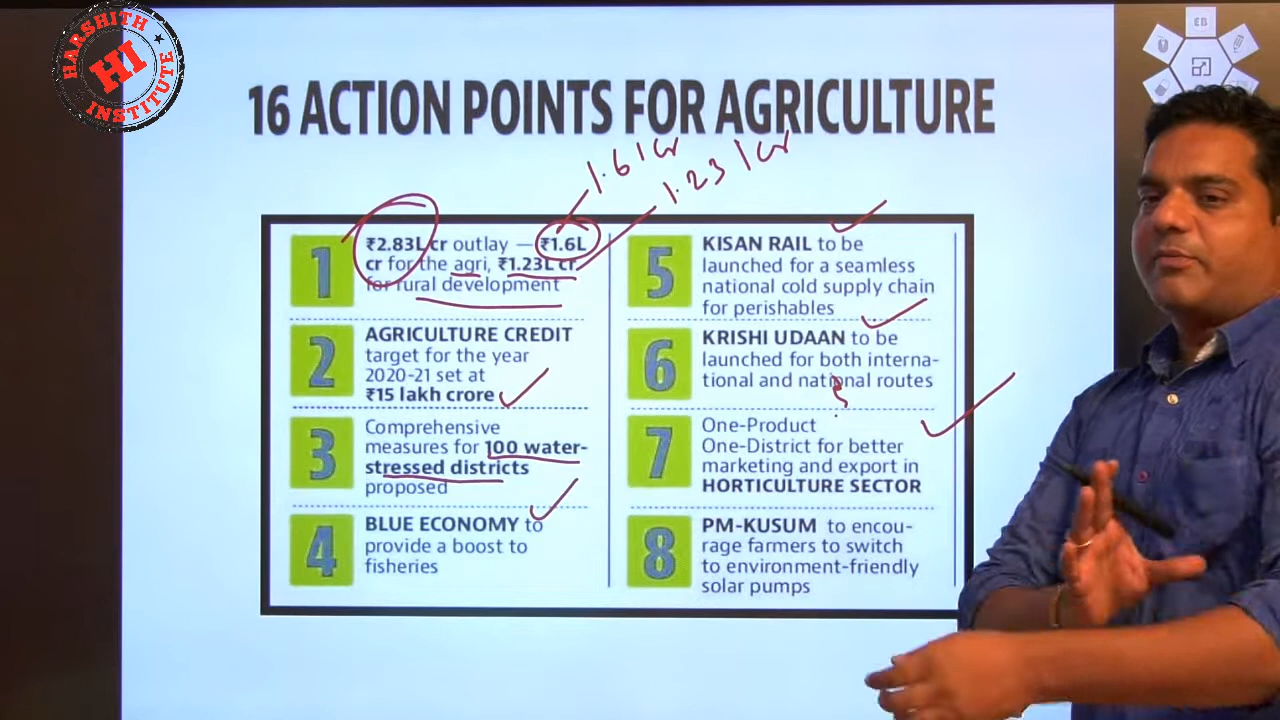 HARSHITH
HI
INSTITUTE
EB
16 ACTION POINTS FOR AGRICULTURE
1.6 l cr
1.23 l cr
1
₹2.83L cr outlay — ₹1.6L
cr for the agri, ₹1.23L cr
for rural development
2
AGRICULTURE CREDIT
target for the year
2020-21 set at
₹15 lakh crore
3
Comprehensive
measures for 100 water-
stressed districts
proposed
4
BLUE ECONOMY to
provide a boost to
fisheries
5
KISAN RAIL to be
launched for a seamless
national cold supply chain
for perishables
6
KRISHI UDAAN to be
launched for both interna-
tional and national routes
7
One-Product
One-District for better
marketing and export in
HORTICULTURE SECTOR
8
PM-KUSUM to encou-
rage farmers to switch
to environment-friendly
solar pumps